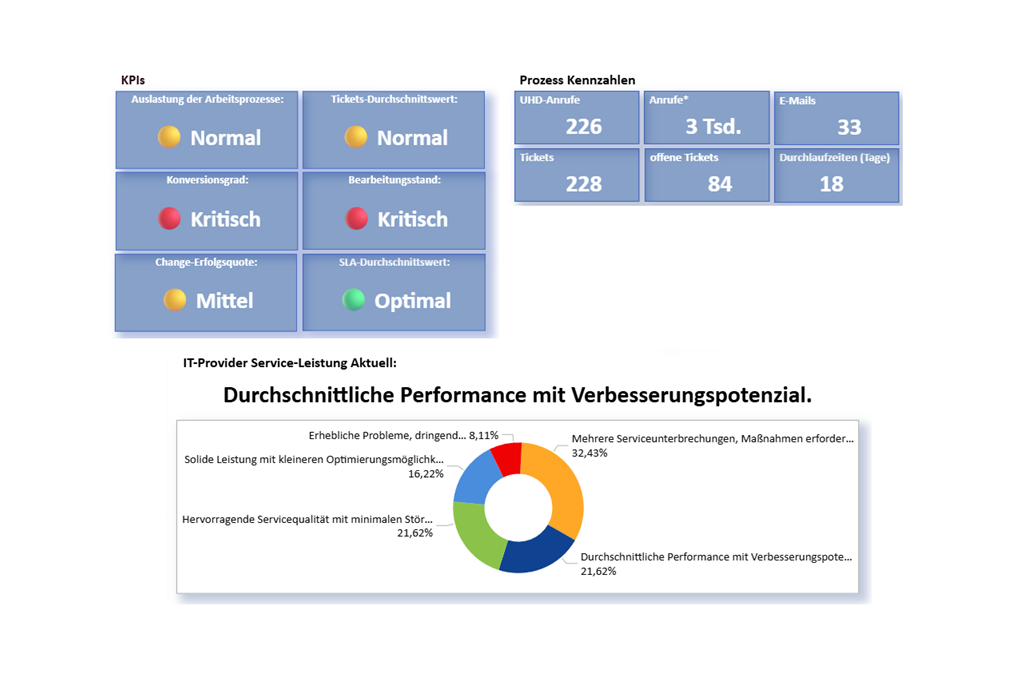 KPIs
Auslastung der Arbeitsprozesse:
Normal
Tickets-Durchschnittswert:
Normal
Konversionsgrad:
Kritisch
Bearbeitungsstand:
Kritisch
Change-Erfolgsquote:
Mittel
SLA-Durchschnittswert:
Optimal
Prozess Kennzahlen
UHD-Anrufe
226
Anrufe*
3 Tsd.
E-Mails
33
Tickets
228
offene Tickets
84
Durchlaufzeiten (Tage)
18
IT-Provider Service-Leistung Aktuell:
Durchschnittliche Performance mit Verbesserungspotenzial.
Erhebliche Probleme, dringend... 8,11%
Mehrere Serviceunterbrechungen, Maßnahmen erforder...
32,43%
Solide Leistung mit kleineren Optimierungsmöglichk...
16,22%
Hervorragende Servicequalität mit minimalen Stör...
21,62%
Durchschnittliche Performance mit Verbesserungspote...
21,62%